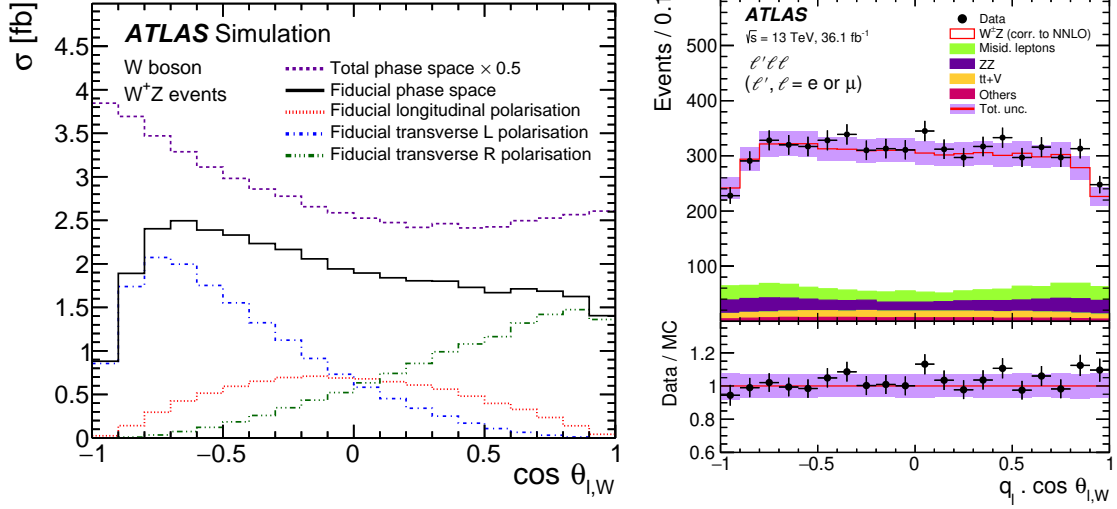 σ [fb]
ATLAS Simulation
W boson
W⁺Z events
Total phase space × 0.5
Fiducial phase space
Fiducial longitudinal polarisation
Fiducial transverse L polarisation
Fiducial transverse R polarisation
4.5
4
3.5
3
2.5
2
1.5
1
0.5
0
−1 −0.5 0 0.5 1
cos θ l,W
Events / 0.1
ATLAS
√s = 13 TeV, 36.1 fb⁻¹
ℓ'ℓℓ
(ℓ', ℓ = e or μ)
Data
W±Z (corr. to NNLO)
Misid. leptons
ZZ
tt+V
Others
Tot. unc.
500
400
300
200
100
Data / MC
1.2
1.0
0.8
0.6
−1 −0.5 0 0.5 1
q l . cos θ l,W